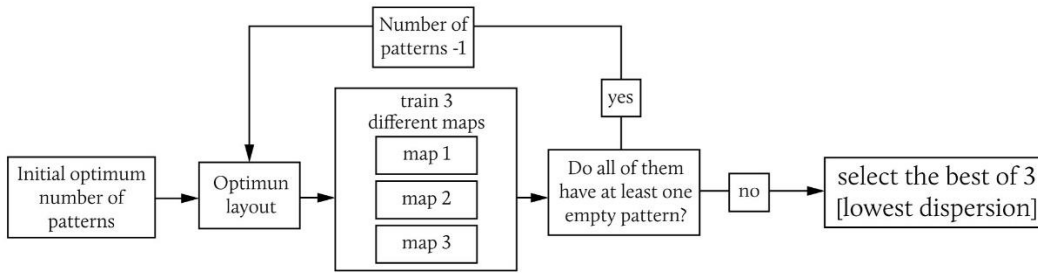 Number of
patterns -1
yes
train 3
different maps
map 1
map 2
map 3
Initial optimum
number of
patterns
Optimun
layout
Do all of them
have at least one
empty pattern?
no
select the best of 3
[lowest dispersion]